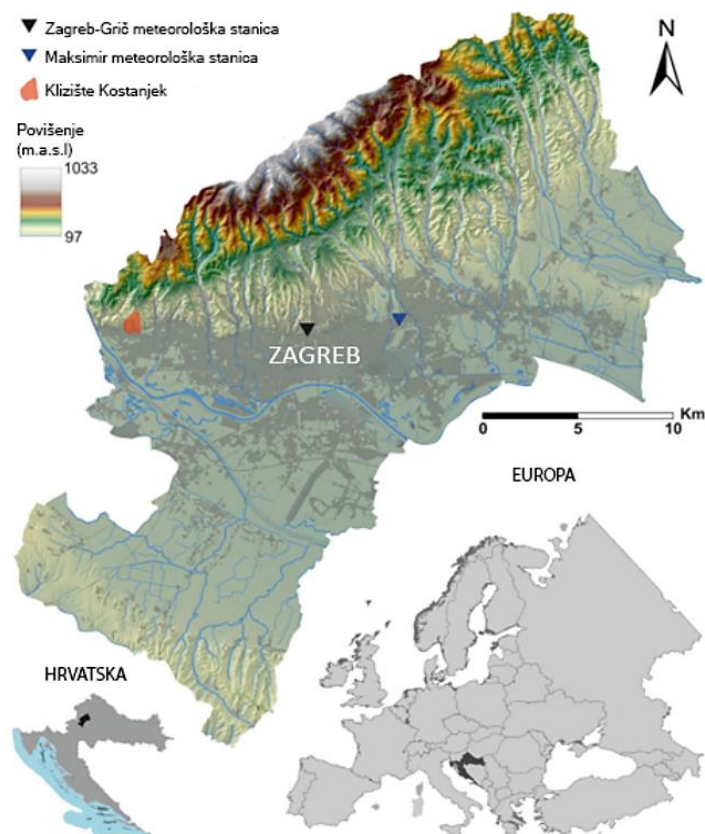 Zagreb-Grič meteorološka stanica
Maksimir meteorološka stanica
Klizište Kostanjek
Povišenje
(m.a.s.l)
1033
97
N
ZAGREB
Km
0 5 10
EUROPA
HRVATSKA